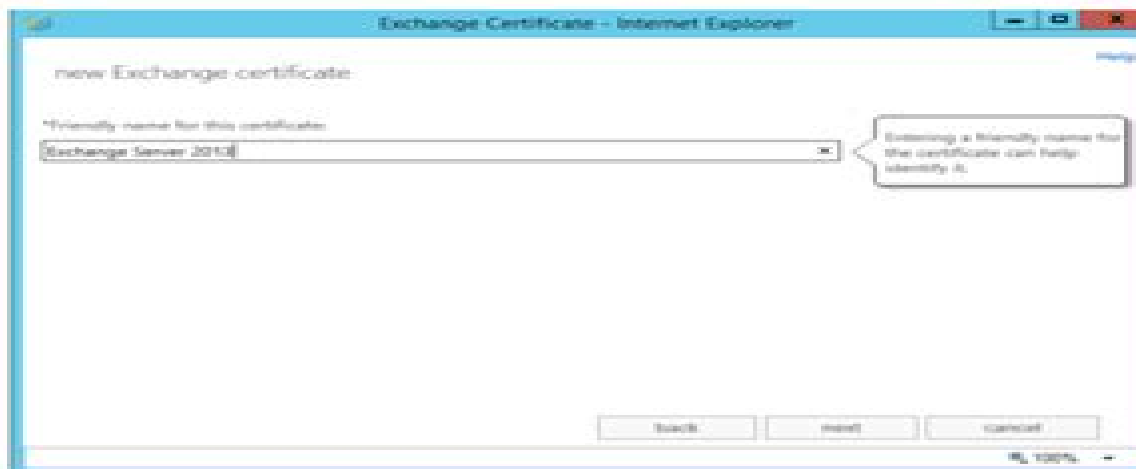 Exchange Certificate - Internet Explorer
Help
new Exchange certificate
*Friendly name for this certificate:
Exchange Server 2013
Entering a friendly name for
the certificate can help
identify it.
back
next
cancel
100%